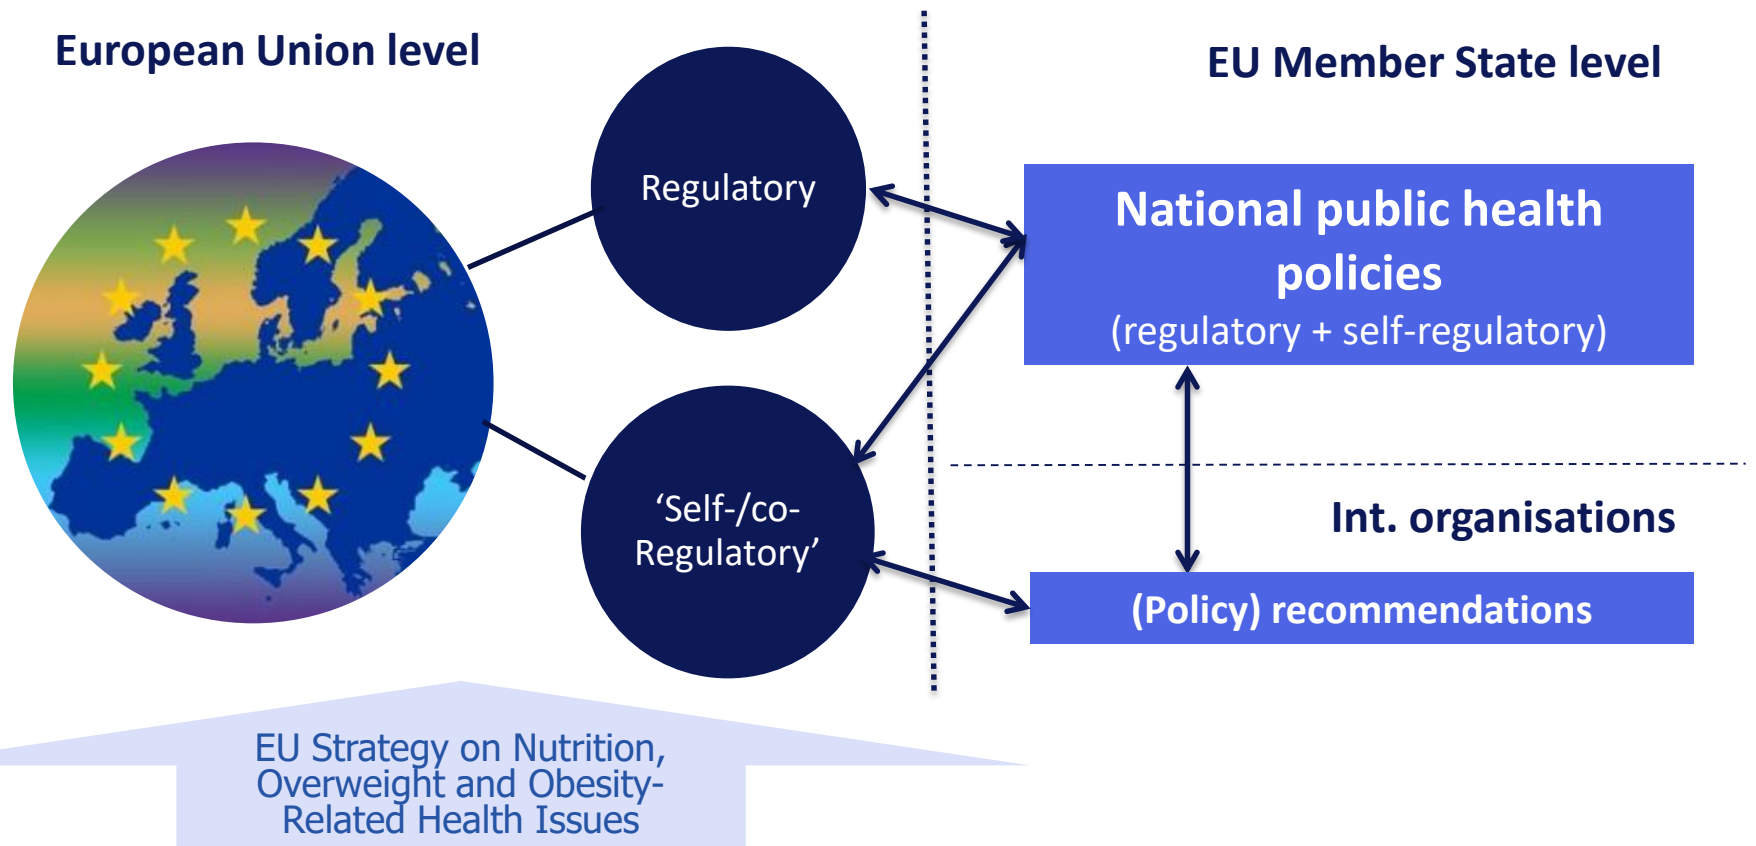 European Union level
EU Member State level
Regulatory
National public health
policies
(regulatory + self-regulatory)
‘Self-/co-
Regulatory’
Int. organisations
(Policy) recommendations
EU Strategy on Nutrition,
Overweight and Obesity-
Related Health Issues